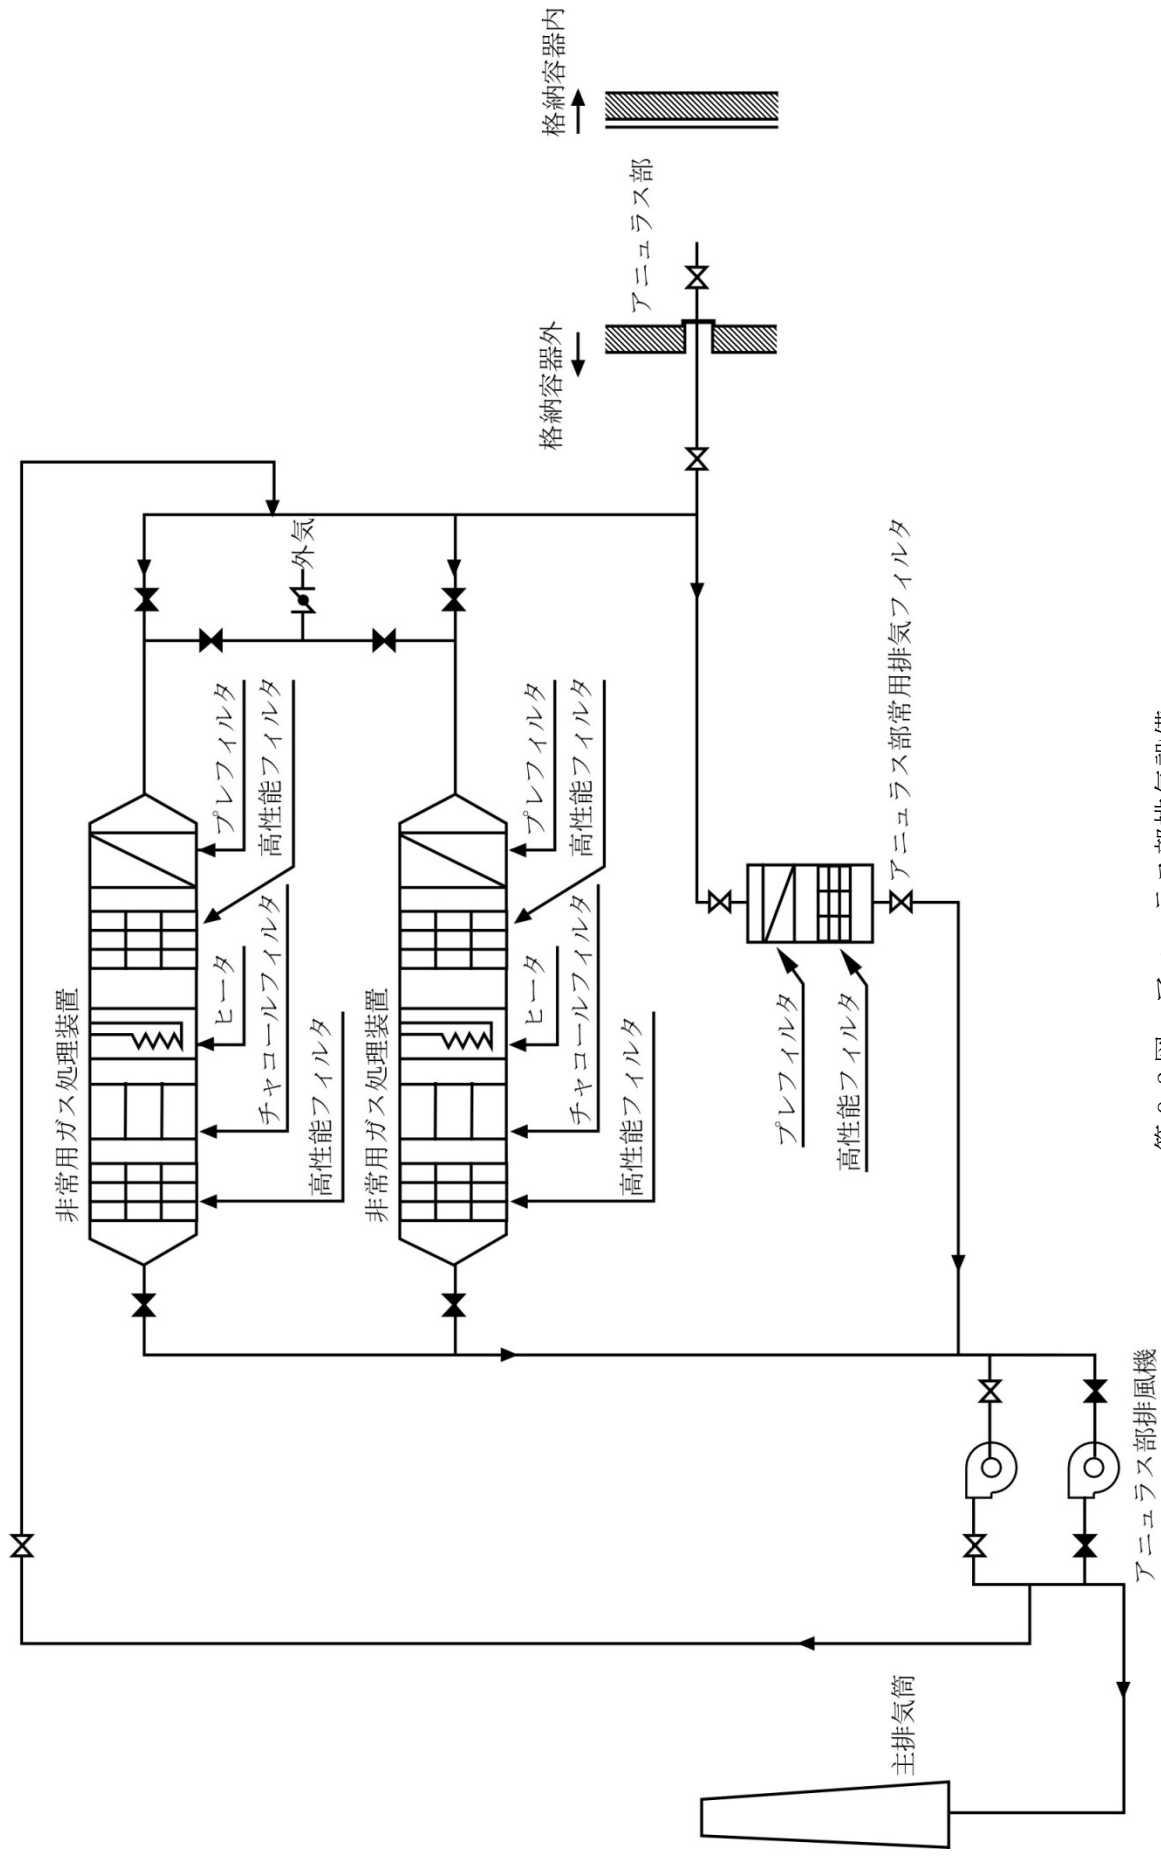 格納容器内
アニュラス部
格納容器外
外気
非常用ガス処理装置
プレフィルタ
高性能フィルタ
ヒータ
チャコールフィルタ
高性能フィルタ
非常用ガス処理装置
プレフィルタ
高性能フィルタ
ヒータ
チャコールフィルタ
高性能フィルタ
アニュラス部常用排気フィルタ
プレフィルタ
高性能フィルタ
アニュラス部排風機
主排気筒